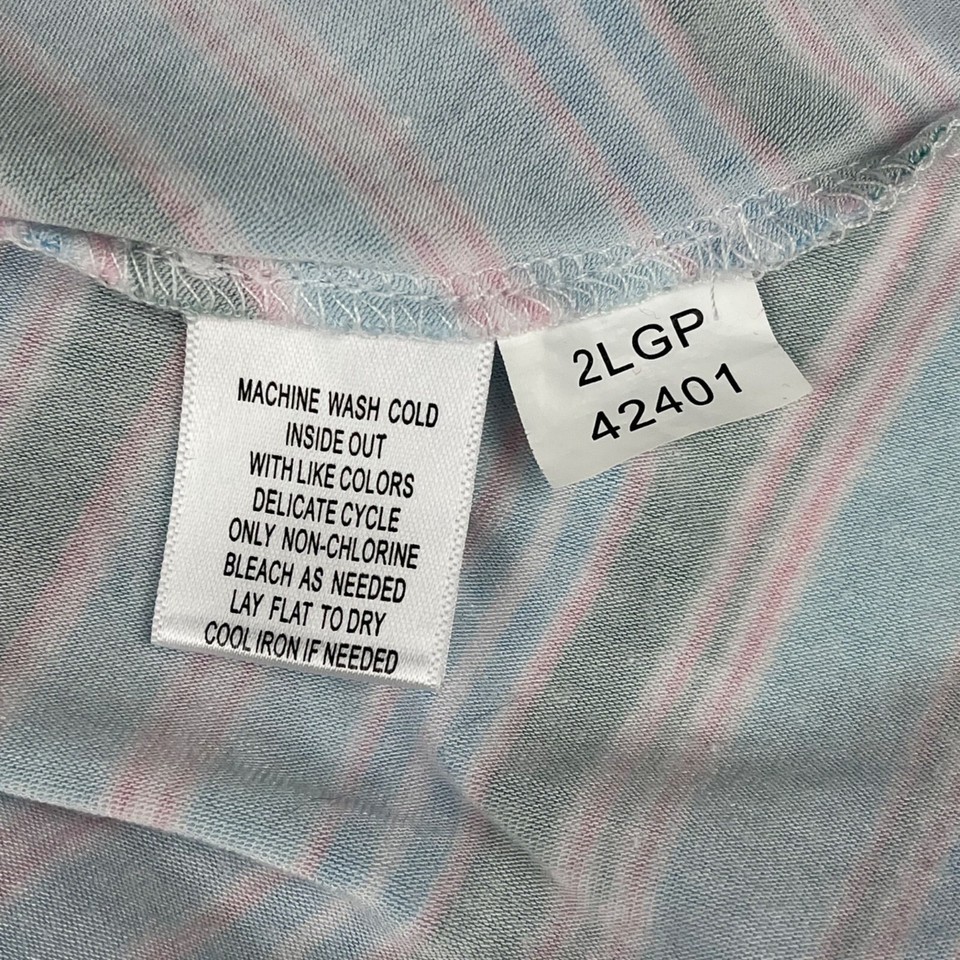 MACHINE WASH COLD
INSIDE OUT
WITH LIKE COLORS
DELICATE CYCLE
ONLY NON-CHLORINE
BLEACH AS NEEDED
LAY FLAT TO DRY
COOL IRON IF NEEDED
2LGP
42401